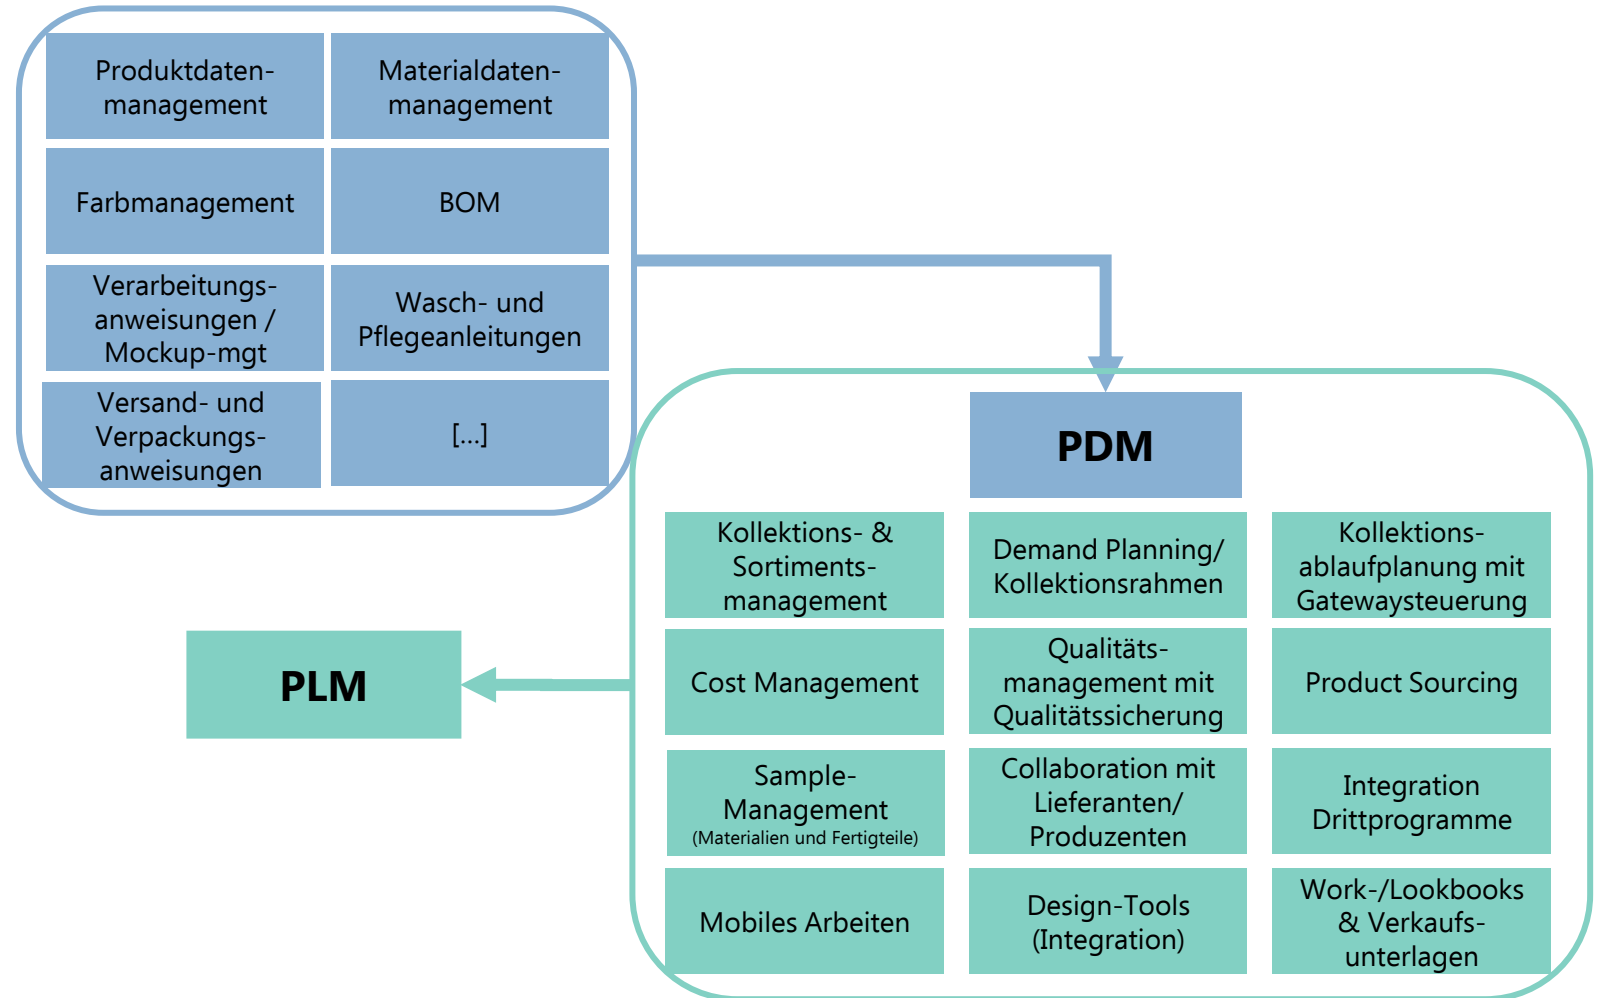 Produktdaten-
management
Materialdaten-
management
Farbmanagement
BOM
Verarbeitungs-
anweisungen /
Mockup-mgt
Wasch- und
Pflegeanleitungen
Versand- und
Verpackungs-
anweisungen
[...]
PDM
Kollektions- &
Sortiments-
management
Demand Planning/
Kollektionsrahmen
Kollektions-
ablaufplanung mit
Gatewaysteuerung
PLM
Cost Management
Qualitäts-
management mit
Qualitätssicherung
Product Sourcing
Sample-
Management
(Materialien und Fertigteile)
Collaboration mit
Lieferanten/
Produzenten
Integration
Drittprogramme
Mobiles Arbeiten
Design-Tools
(Integration)
Work-/Lookbooks
& Verkaufs-
unterlagen